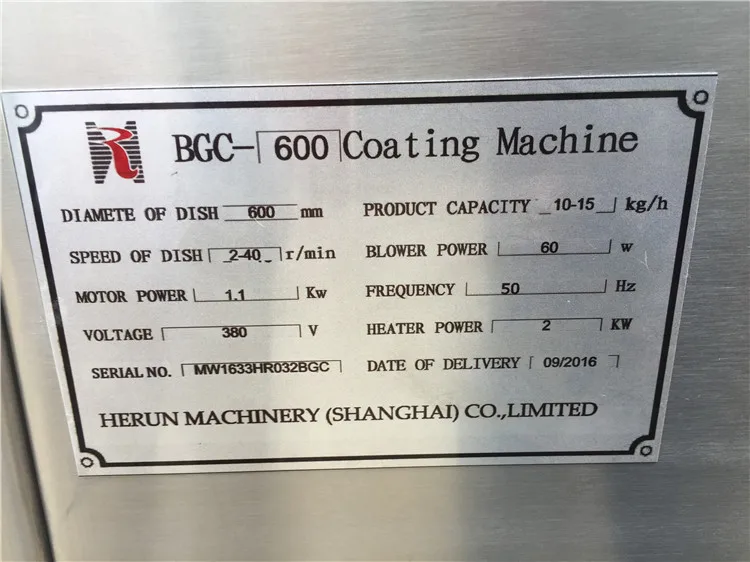 BGC-600 Coating Machine
DIAMETE OF DISH 600 mm
PRODUCT CAPACITY 10-15 kg/h
SPEED OF DISH 2-40 r/min
BLOWER POWER 60 w
MOTOR POWER 1.1 Kw
FREQUENCY 50 Hz
VOLTAGE 380 V
HEATER POWER 2 KW
SERIAL NO. MW1633HR032BGC
DATE OF DELIVERY 09/2016
HERUN MACHINERY (SHANGHAI) CO.,LIMITED